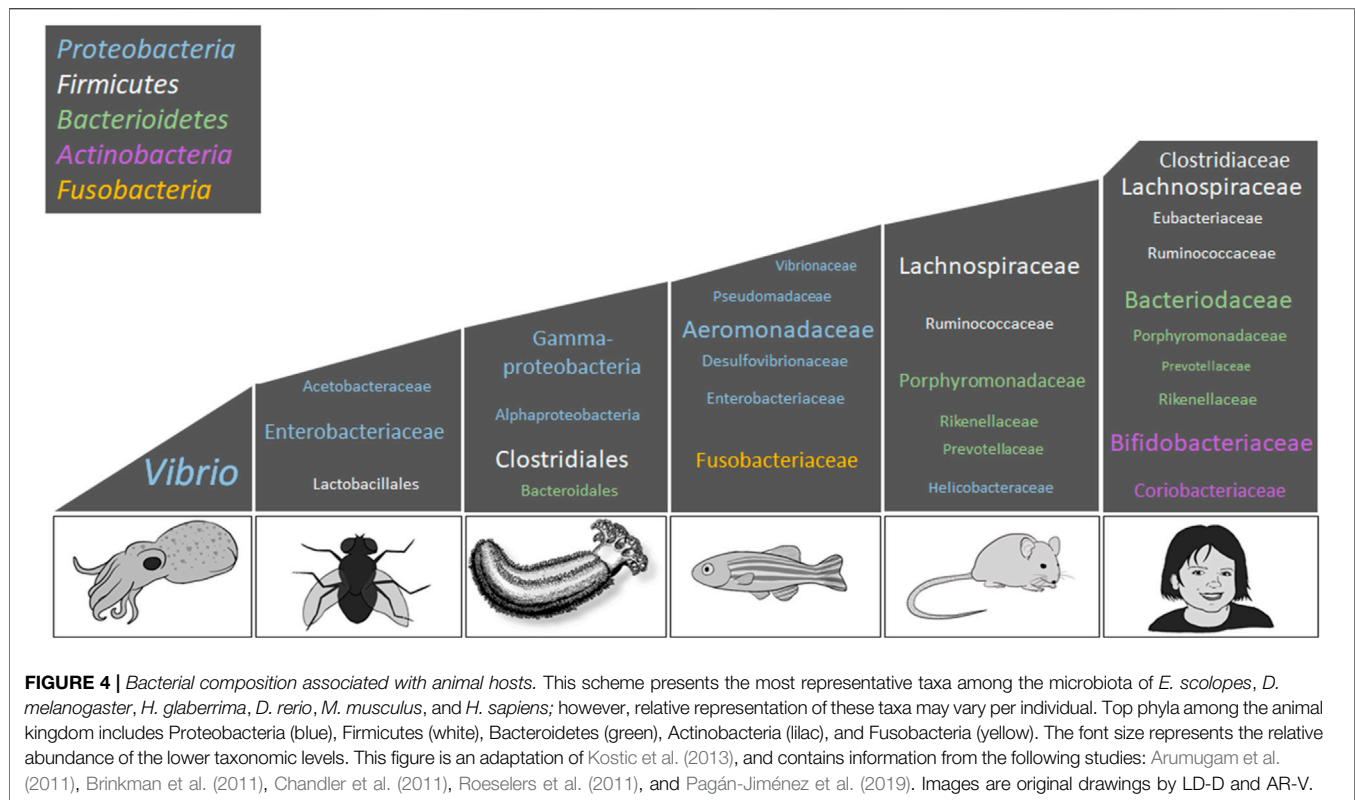 Proteobacteria
Firmicutes
Bacterioidetes
Actinobacteria
Fusobacteria
Vibrio
Acetobacteraceae
Enterobacteriaceae
Lactobacillales
Gamma-
proteobacteria
Alphaproteobacteria
Clostridiales
Bacteroidales
Vibrionaceae
Pseudomadaceae
Aeromonadaceae
Desulfovibrionaceae
Enterobacteriaceae
Fusobacteriaceae
Lachnospiraceae
Ruminococcaceae
Porphyromonadaceae
Rikenellaceae
Prevotellaceae
Helicobacteraceae
Clostridiaceae
Lachnospiraceae
Eubacteriaceae
Ruminococcaceae
Bacteriodaceae
Porphyromonadaceae
Prevotellaceae
Rikenellaceae
Bifidobacteriaceae
Coriobacteriaceae
FIGURE 4 | Bacterial composition associated with animal hosts. This scheme presents the most representative taxa among the microbiota of E. scolopes, D.
melanogaster, H. glaberrima, D. rerio, M. musculus, and H. sapiens; however, relative representation of these taxa may vary per individual. Top phyla among the animal
kingdom includes Proteobacteria (blue), Firmicutes (white), Bacteroidetes (green), Actinobacteria (lilac), and Fusobacteria (yellow). The font size represents the relative
abundance of the lower taxonomic levels. This figure is an adaptation of Kostic et al. (2013), and contains information from the following studies: Arumugam et al.
(2011), Brinkman et al. (2011), Chandler et al. (2011), Roeselers et al. (2011), and Pagán-Jiménez et al. (2019). Images are original drawings by LD-D and AR-V.